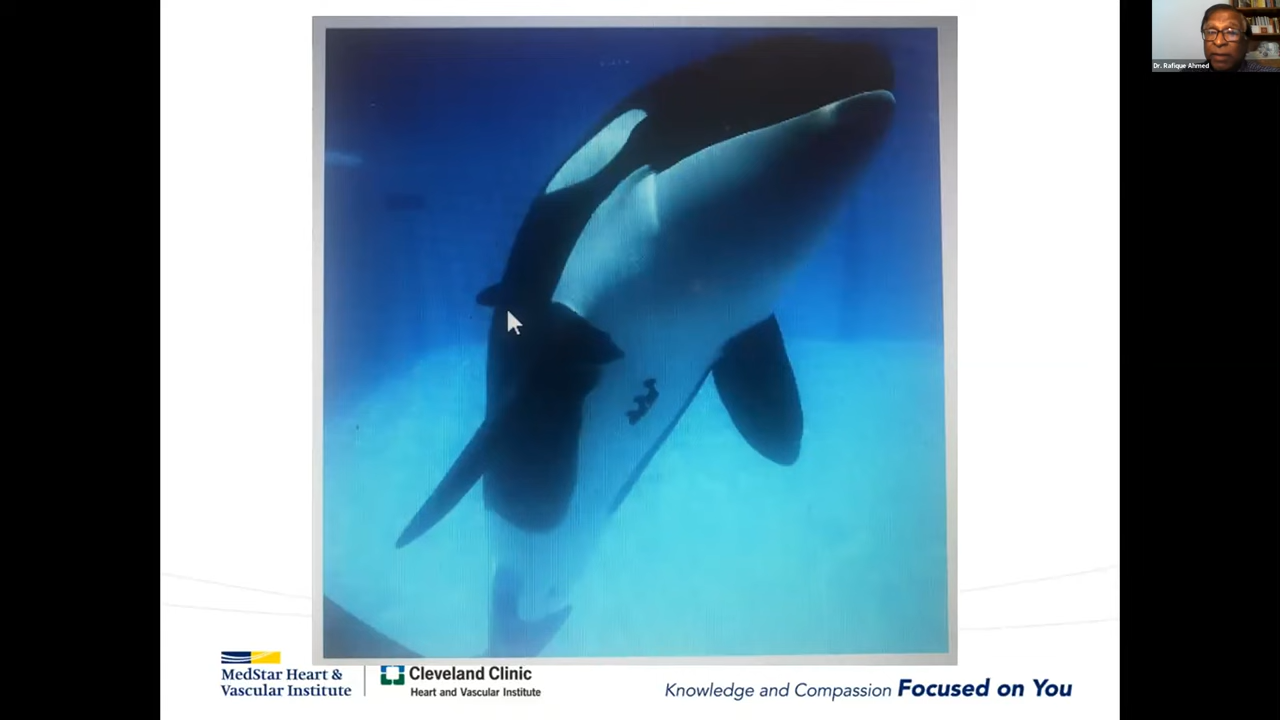 Dr. Rafique Ahmed
MedStar Heart &
Vascular Institute
Cleveland Clinic
Heart and Vascular Institute
Knowledge and Compassion Focused on You